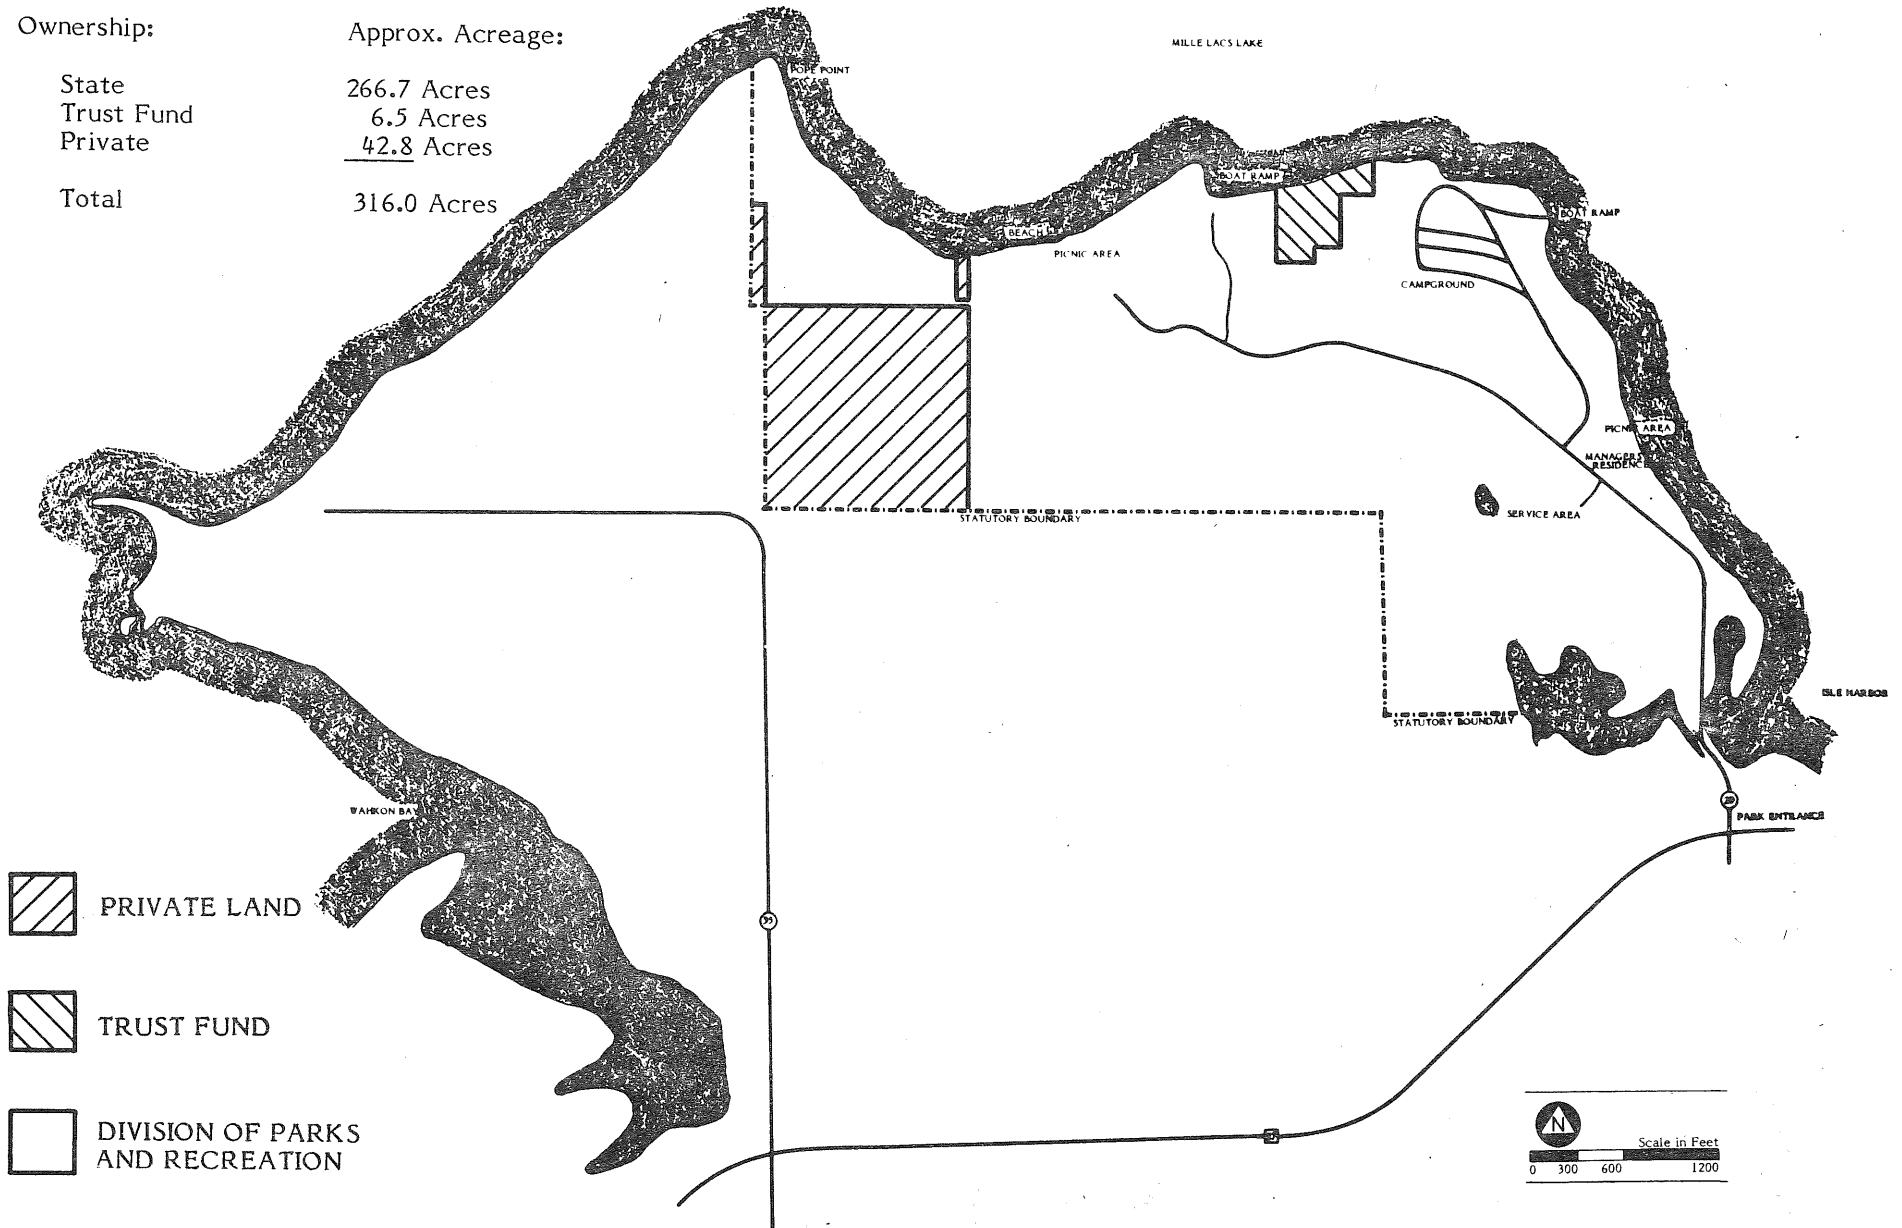 Ownership:
Approx. Acreage:
State
266.7 Acres
Trust Fund
6.5 Acres
Private
42.8 Acres
Total
316.0 Acres
MILLE LACS LAKE
POPE POINT
BOAT RAMP
BEACH
PICNIC AREA
BOAT RAMP
CAMPGROUND
PICNIC AREA
MANAGERS
RESIDENCE
SERVICE AREA
STATUTORY BOUNDARY
ISLE HARBOR
STATUTORY BOUNDARY
WAHKON BAY
PARK ENTRANCE
PRIVATE LAND
35
TRUST FUND
DIVISION OF PARKS
AND RECREATION
N
Scale in Feet
0 300 600 1200